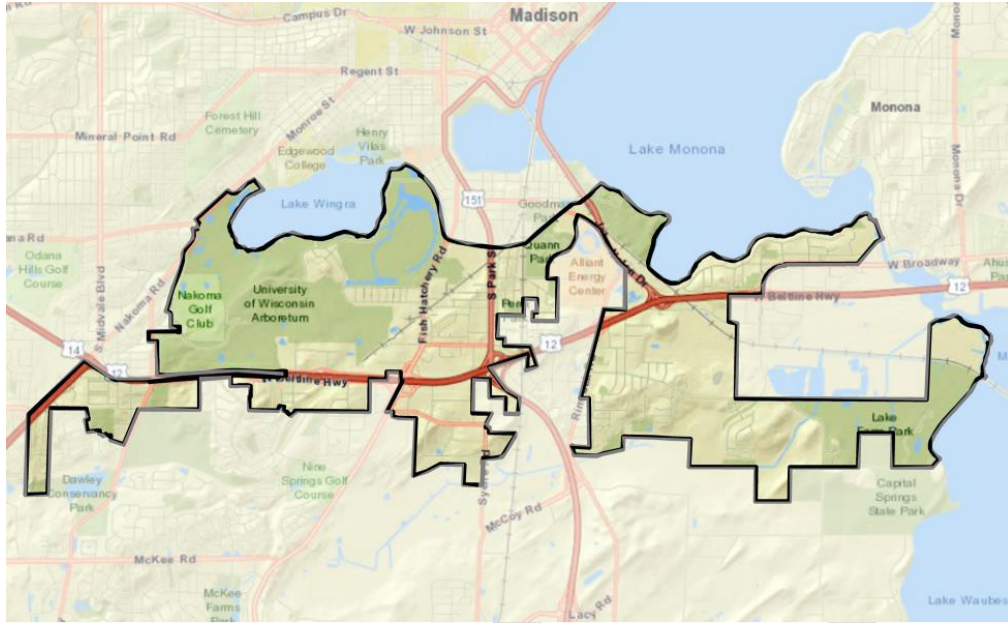 Campus Dr
Madison
W Johnson St
Regent St
Monroe St
Forest Hill
Cemetery
Mineral Point Rd
Henry
Vilas
Park
Edgewood
College
Monona
Lake Monona
Monona Dr
151
Lake Wingra
Goodman
Park
Odana
Hills Golf
Course
S Midvale Blvd
Nakoma Rd
Fish Hatchery Rd
S Park S
Quann
Park
Alliant
Energy
Center
W Broadway
University
of Wisconsin
Arboretum
Nakoma
Golf
Club
W Beltline Hwy
12
14
12
12
W Beltline Hwy
Lake
Farm Park
Dawley
Conservancy
Park
Nine
Springs Golf
Course
Capital
Springs
State Park
McCoy Rd
McKee Rd
McKee
Farms
Park
Lacy Rd
Lake Waubes